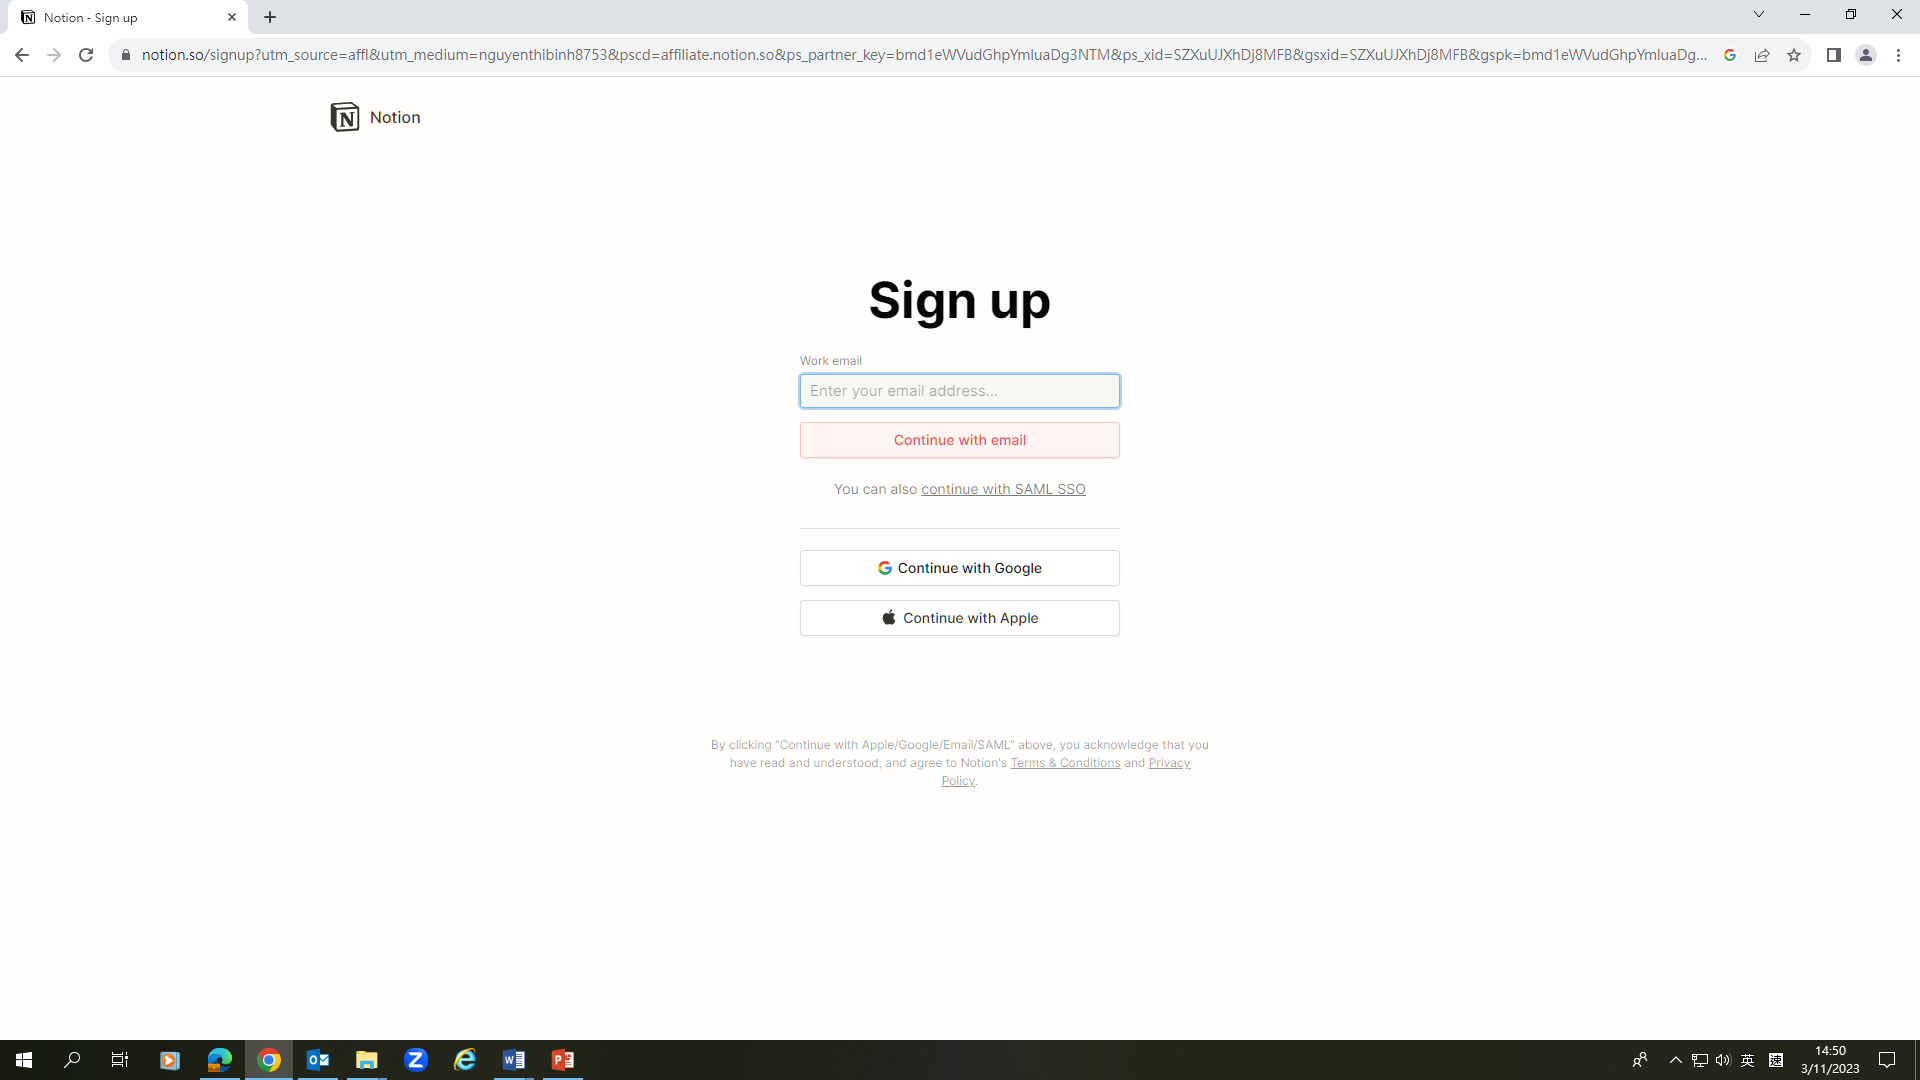 Notion - Sign up
notion.so/signup?utm_source=affl&utm_medium=nguyenthibinh8753&pscd=affiliate.notion.so&ps_partner_key=bmd1eWVudGhpYmluaDg3NTM&ps_xid=SZXuUJXhDj8MFB&gsxid=SZXuUJXhDj8MFB&gspk=bmd1eWVudGhpYmluaDg...
Notion
Sign up
Work email
Enter your email address...
Continue with email
You can also continue with SAML SSO
Continue with Google
Continue with Apple
By clicking “Continue with Apple/Google/Email/SAML” above, you acknowledge that you
have read and understood, and agree to Notion's Terms & Conditions and Privacy
Policy.
英
速
14:50
3/11/2023